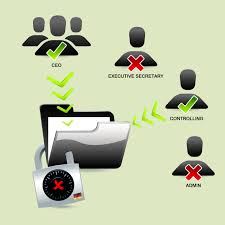 CEO
EXECUTIVE SECRETARY
CONTROLLING
ADMIN